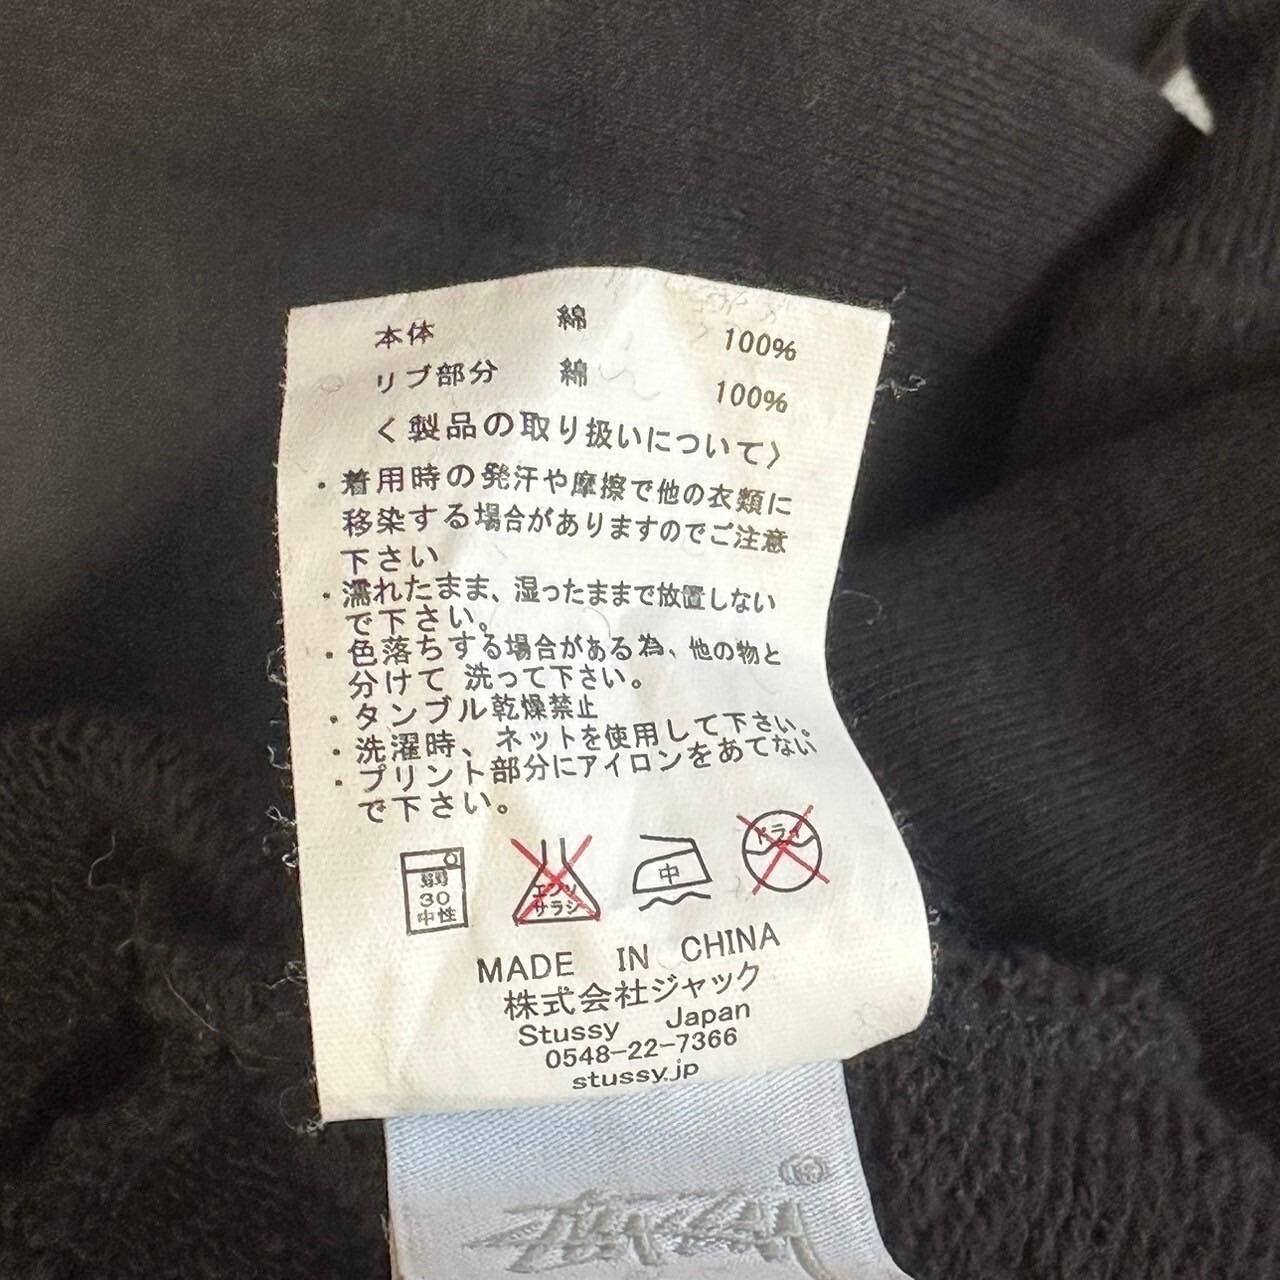 本体 綿 100%
リブ部分 綿 100%
〈製品の取り扱いについて〉
・着用時の発汗や摩擦で他の衣類に
移染する場合がありますのでご注意
下さい
・濡れたまま、湿ったままで放置しない
で下さい。
・色落ちする場合がある為、他の物と
分けて 洗って下さい。
・タンブル乾燥禁止
・洗濯時、ネットを使用して下さい。
・プリント部分にアイロンをあてない
で下さい。
弱
30
中性
エンソ
サラシ
中
ドライ
MADE IN CHINA
株式会社ジャック
Stussy Japan
0548-22-7366
stussy.jp
®